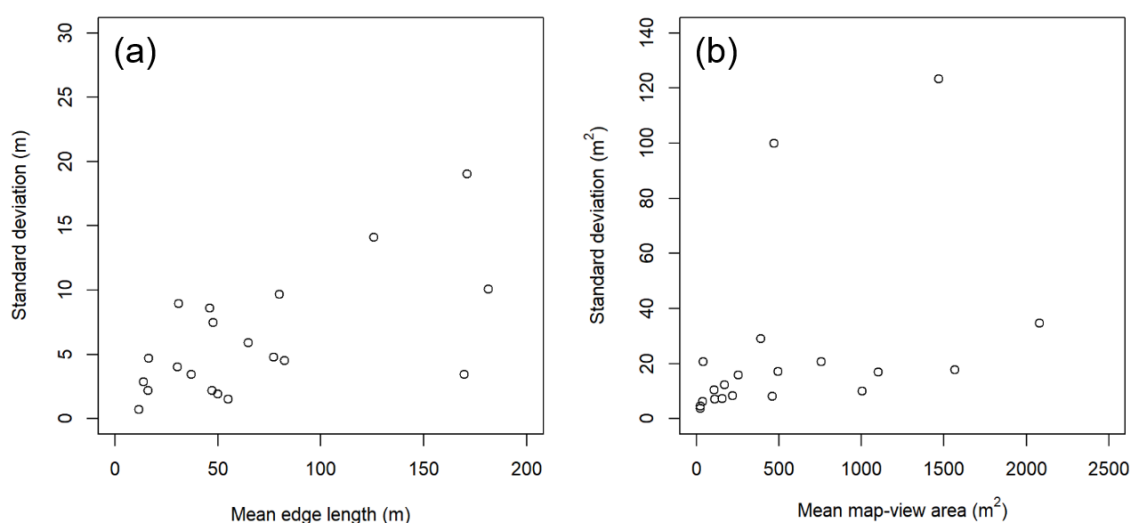 (a)
30
25
20
15
10
5
0
Standard deviation (m)
0 50 100 150 200
Mean edge length (m)
(b)
140
120
100
80
60
40
20
0
Standard deviation (m²)
0 500 1000 1500 2000 2500
Mean map-view area (m²)